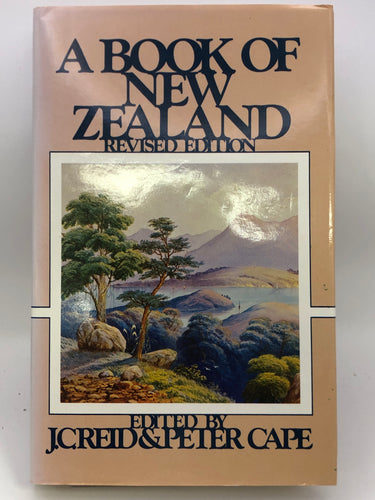 A BOOK OF
NEW
ZEALAND
REVISED EDITION
EDITED BY
J.C.REID & PETER CAPE